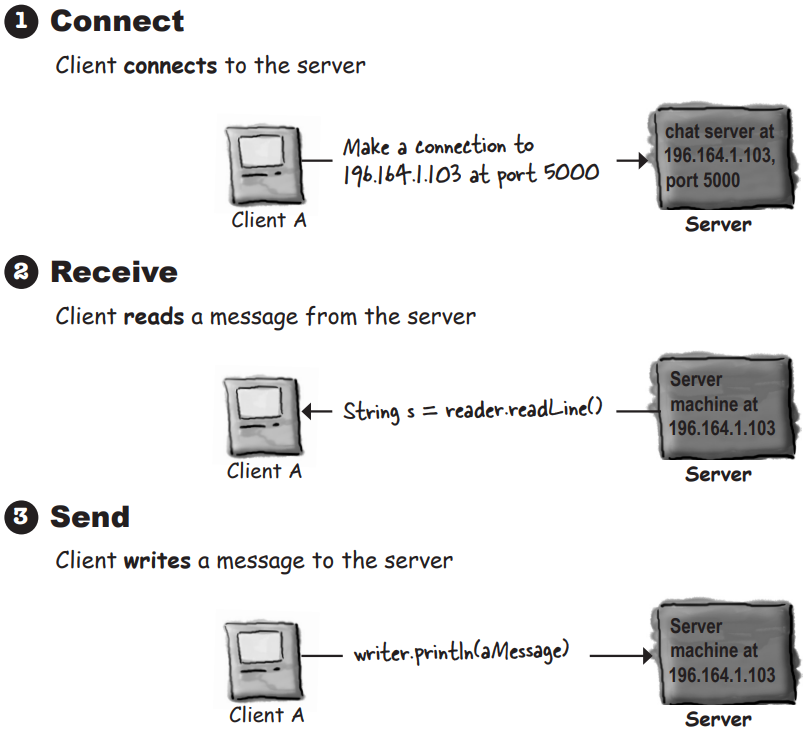 1 Connect
Client connects to the server
Make a connection to
196.164.1.103 at port 5000
chat server at
196.164.1.103,
port 5000
Client A
Server
2 Receive
Client reads a message from the server
String s = reader.readLine()
Server
machine at
196.164.1.103
Client A
Server
3 Send
Client writes a message to the server
writer.println(aMessage)
Server
machine at
196.164.1.103
Client A
Server